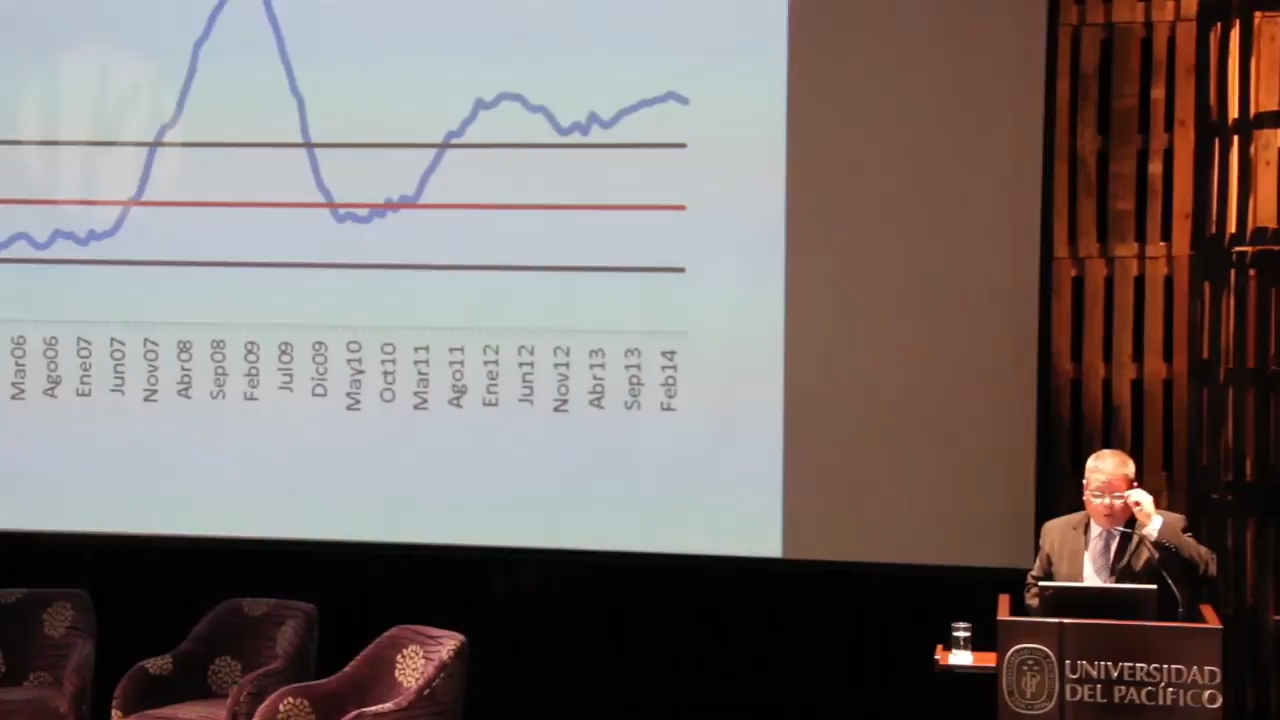 Mar06
Ago06
Ene07
Jun07
Nov07
Abr08
Sep08
Feb09
Jul09
Dic09
May10
Oct10
Mar11
Ago11
Ene12
Jun12
Nov12
Abr13
Sep13
Feb14
UNIVERSIDAD
DEL PACÍFICO